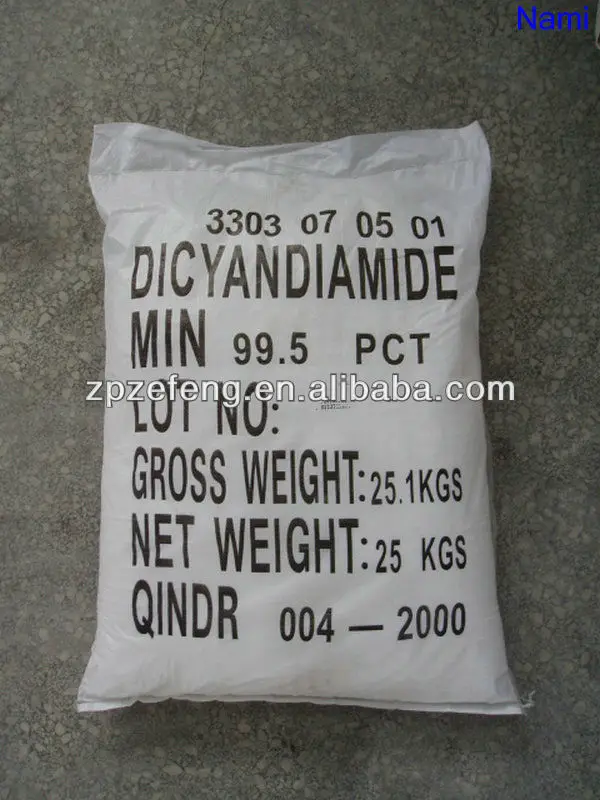 Nami
3303 07 05 01
DICYANDIAMIDE
MIN 99.5 PCT
zpzefeng.en.alibaba.com
LOT NO:
GROSS WEIGHT: 25.1KGS
NET WEIGHT: 25 KGS
QINDR 004 — 2000